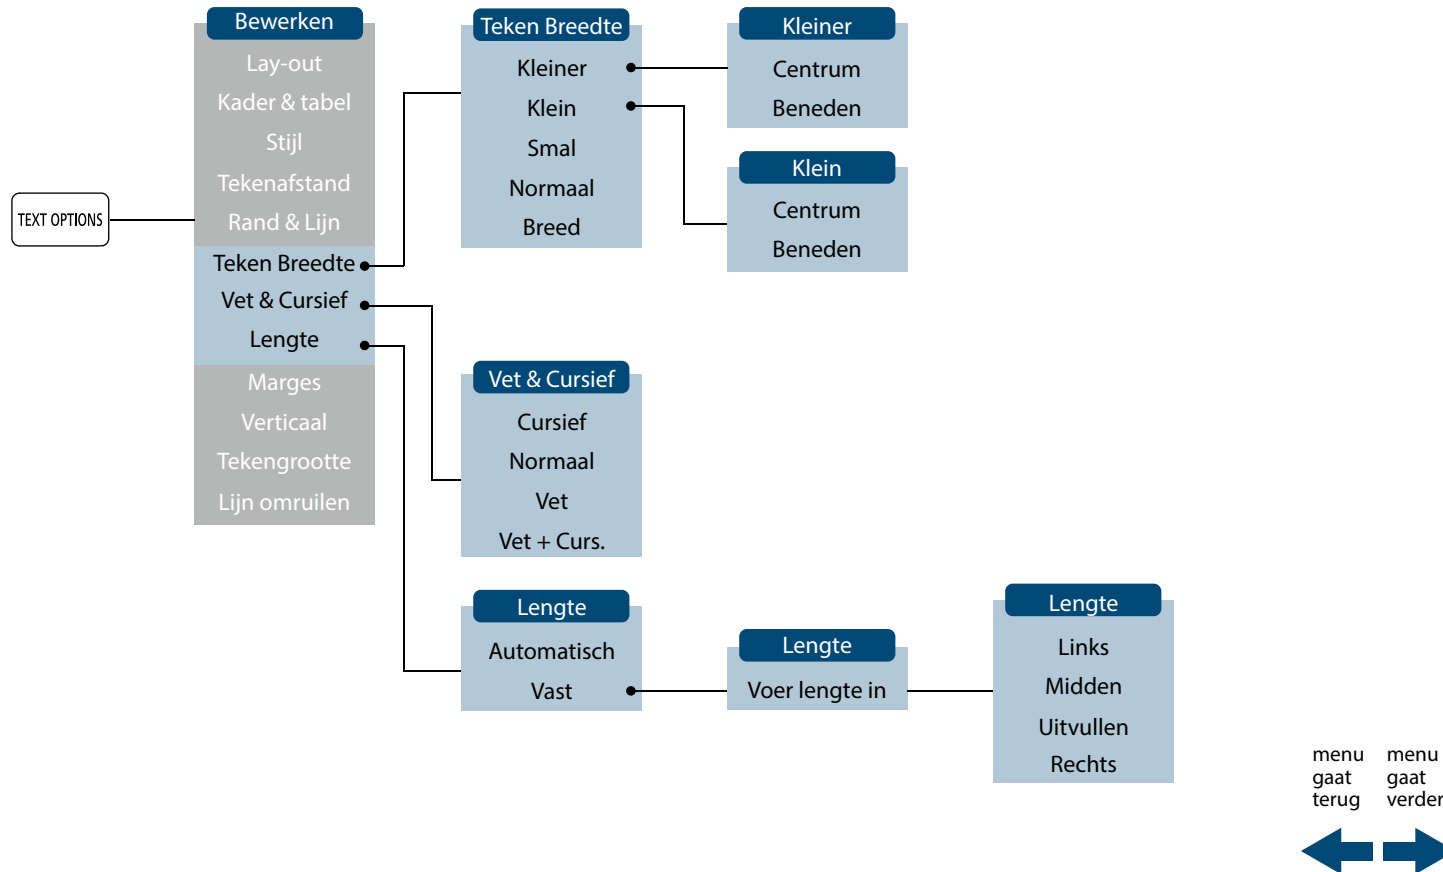 TEXT OPTIONS
Bewerken
Lay-out
Kader & tabel
Stijl
Tekenafstand
Rand & Lijn
Teken Breedte
Vet & Cursief
Lengte
Marges
Verticaal
Tekengrootte
Lijn omruilen
Teken Breedte
Kleiner
Klein
Smal
Normaal
Breed
Kleiner
Centrum
Beneden
Klein
Centrum
Beneden
Vet & Cursief
Cursief
Normaal
Vet
Vet + Curs.
Lengte
Automatisch
Vast
Lengte
Voer lengte in
Lengte
Links
Midden
Uitvullen
Rechts
menu
gaat
terug
menu
gaat
verder